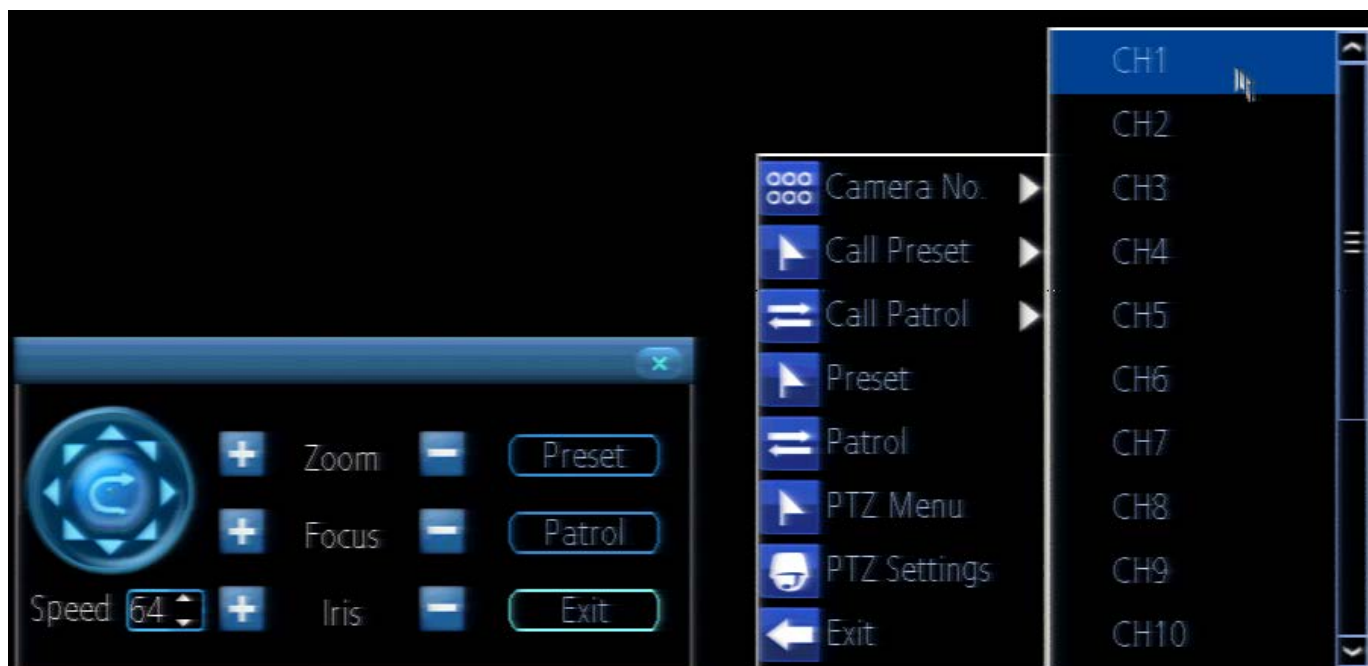 CH1
CH2
Camera No.
CH3
Call Preset
CH4
Call Patrol
CH5
Preset
CH6
Patrol
CH7
PTZ Menu
CH8
PTZ Settings
CH9
Exit
CH10
Zoom
Preset
Focus
Patrol
Speed 64
Iris
Exit